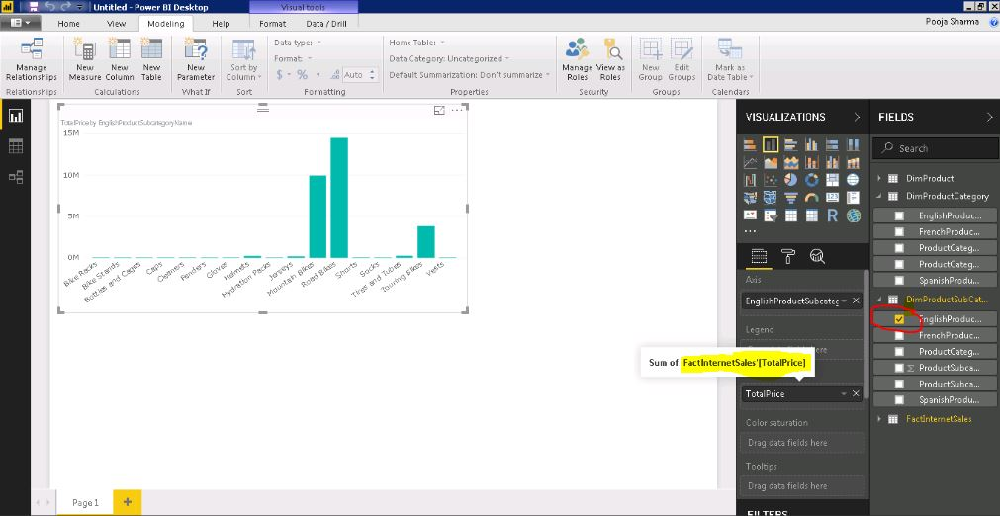 Untitled - Power BI Desktop
Visual tools
Home View Modeling Help Format Data / Drill
Pooja Sharma
Manage Relationships
New Measure
New Column
New Table
New Parameter
Sort by Column
Data type:
Format:
$ % , .00 Auto
Home Table:
Data Category: Uncategorized
Default Summarization: Don't summarize
Manage Roles
View as Roles
New Group
Edit Groups
Mark as Date Table
Relationships Calculations What If Sort Formatting Properties Security Groups Calendars
TotalPrice by EnglishProductSubcategoryName
15M
10M
5M
0M
Bike Racks
Bike Stands
Bottles and Cages
Caps
Cleaners
Fenders
Gloves
Helmets
Hydration Packs
Jerseys
Mountain Bikes
Road Bikes
Shorts
Socks
Tires and Tubes
Touring Bikes
Vests
VISUALIZATIONS
R
Axis
EnglishProductSubcateg
Legend
fields here
Sum of 'FactInternetSales'[TotalPrice]
TotalPrice
Color saturation
Drag data fields here
Tooltips
Drag data fields here
FILTERS
FIELDS
Search
DimProduct
DimProductCategory
EnglishProduc...
FrenchProduc...
ProductCateg...
ProductCateg...
SpanishProdu...
DimProductSubCat...
EnglishProduc...
FrenchProduc...
ProductCateg...
Σ ProductSubca...
ProductSubca...
SpanishProdu...
FactInternetSales
Page 1